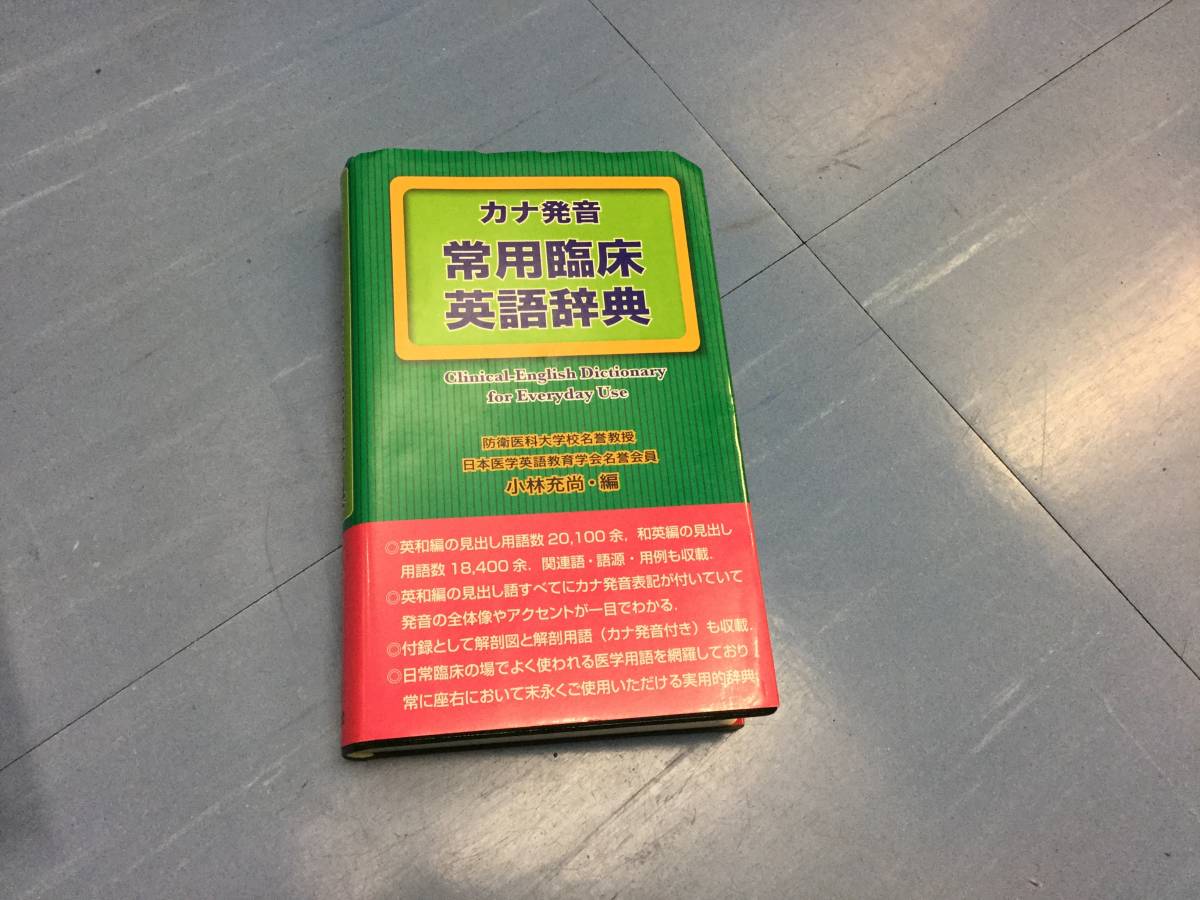 カナ発音
常用臨床
英語辞典
Clinical-English Dictionary
for Everyday Use
防衛医科大学校名誉教授
日本医学英語教育学会名誉会員
小林充尚・編
◎英和編の見出し用語数20,100余，和英編の見出し
用語数18,400余．関連語・語源・用例も収載．
◎英和編の見出し語すべてにカナ発音表記が付いていて
発音の全体像やアクセントが一目でわかる．
◎付録として解剖図と解剖用語（カナ発音付き）も収載．
◎日常臨床の場でよく使われる医学用語を網羅しており
常に座右において末永くご使用いただける実用的辞典